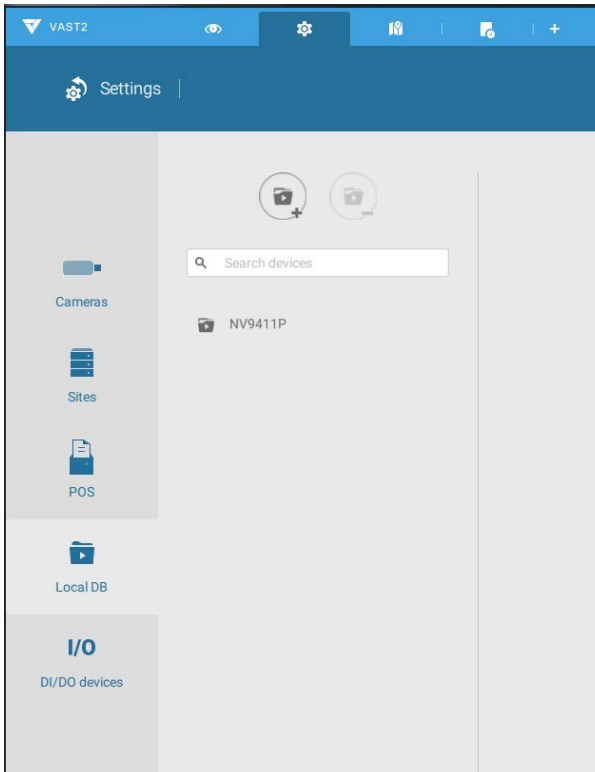 VAST2
Settings
Search devices
Cameras
NV9411P
Sites
POS
Local DB
I/O
DI/DO devices